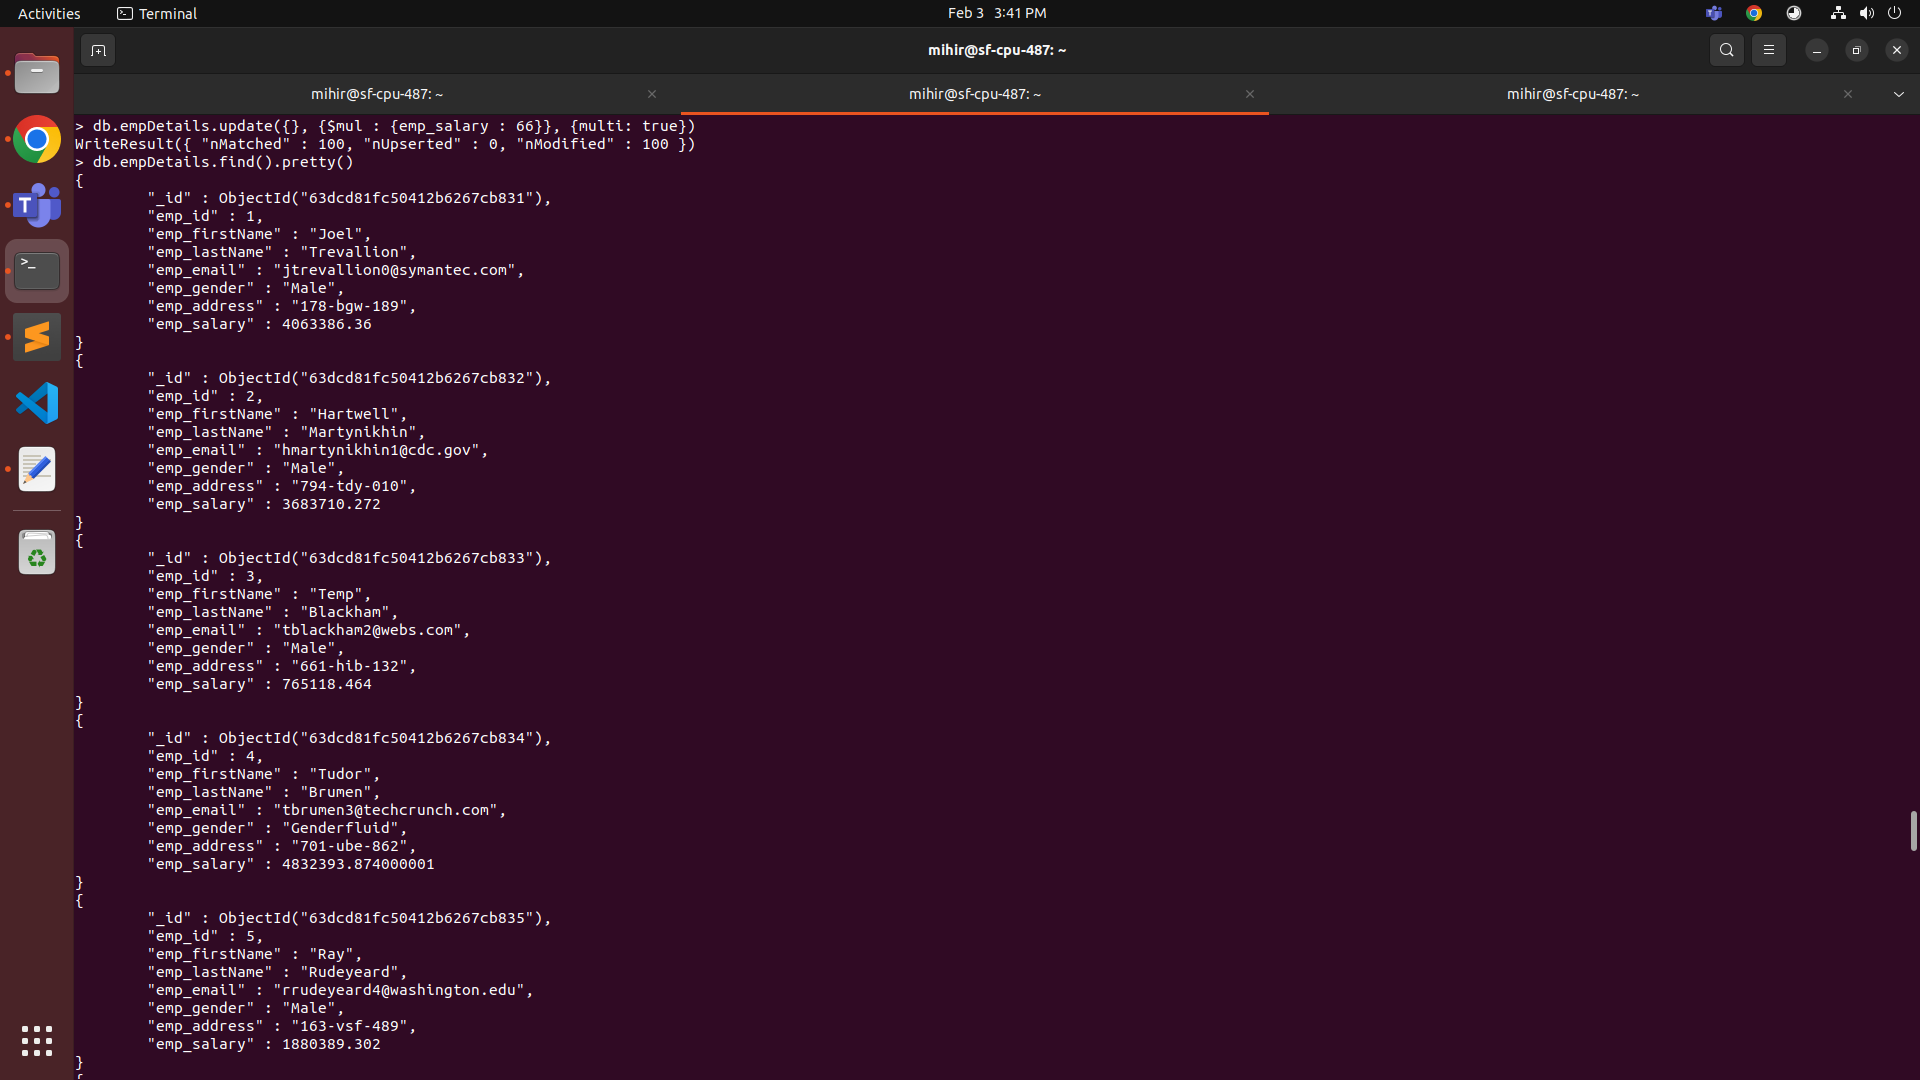 Activities Terminal Feb 3 3:41 PM
mihir@sf-cpu-487: ~
mihir@sf-cpu-487: ~ mihir@sf-cpu-487: ~ mihir@sf-cpu-487: ~
> db.empDetails.update({}, {$mul : {emp_salary : 66}}, {multi: true})
WriteResult({ "nMatched" : 100, "nUpserted" : 0, "nModified" : 100 })
> db.empDetails.find().pretty()
{
"_id" : ObjectId("63dcd81fc50412b6267cb831"),
"emp_id" : 1,
"emp_firstName" : "Joel",
"emp_lastName" : "Trevallion",
"emp_email" : "jtrevallion0@symantec.com",
"emp_gender" : "Male",
"emp_address" : "178-bgw-189",
"emp_salary" : 4063386.36
}
{
"_id" : ObjectId("63dcd81fc50412b6267cb832"),
"emp_id" : 2,
"emp_firstName" : "Hartwell",
"emp_lastName" : "Martynikhin",
"emp_email" : "hmartynikhin1@cdc.gov",
"emp_gender" : "Male",
"emp_address" : "794-tdy-010",
"emp_salary" : 3683710.272
}
{
"_id" : ObjectId("63dcd81fc50412b6267cb833"),
"emp_id" : 3,
"emp_firstName" : "Temp",
"emp_lastName" : "Blackham",
"emp_email" : "tblackham2@webs.com",
"emp_gender" : "Male",
"emp_address" : "661-hib-132",
"emp_salary" : 765118.464
}
{
"_id" : ObjectId("63dcd81fc50412b6267cb834"),
"emp_id" : 4,
"emp_firstName" : "Tudor",
"emp_lastName" : "Brumen",
"emp_email" : "tbrumen3@techcrunch.com",
"emp_gender" : "Genderfluid",
"emp_address" : "701-ube-862",
"emp_salary" : 4832393.874000001
}
{
"_id" : ObjectId("63dcd81fc50412b6267cb835"),
"emp_id" : 5,
"emp_firstName" : "Ray",
"emp_lastName" : "Rudeyeard",
"emp_email" : "rrudeyeard4@washington.edu",
"emp_gender" : "Male",
"emp_address" : "163-vsf-489",
"emp_salary" : 1880389.302
}
{